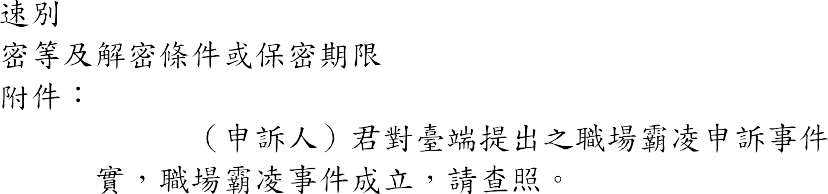 速別
密等及解密條件或保密期限
附件：
（申訴人）君對臺端提出之職場霸凌申訴事件
實，職場霸凌事件成立，請查照。